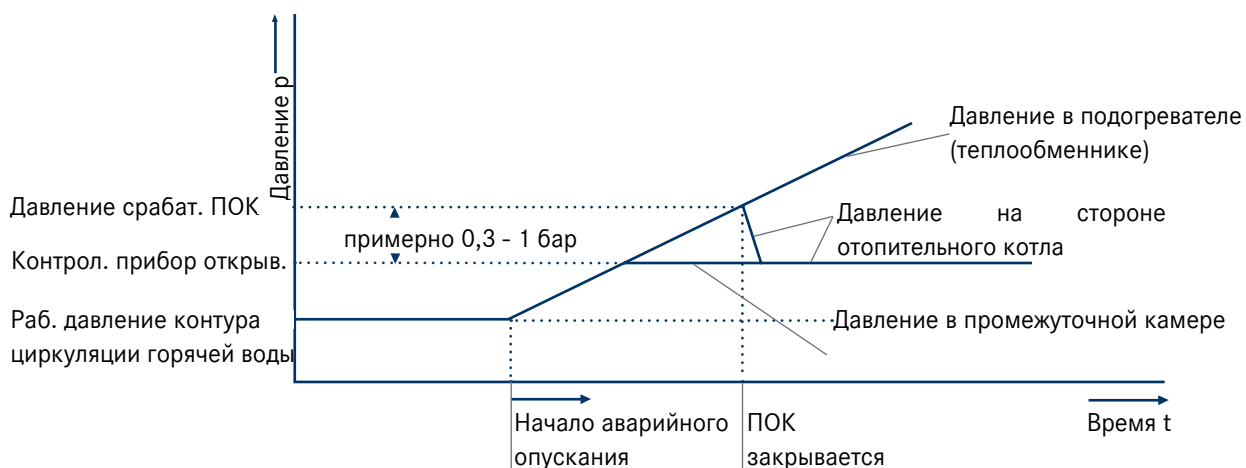 Давление p
Давление в подогревателе
(теплообменнике)
Давление срабат. ПОК
примерно 0,3 - 1 бар
Давление на стороне
отопительного котла
Контрол. прибор открыв.
Раб. давление контура
циркуляции горячей воды
Давление в промежуточной камере
Начало аварийного
опускания
ПОК
закрывается
Время t